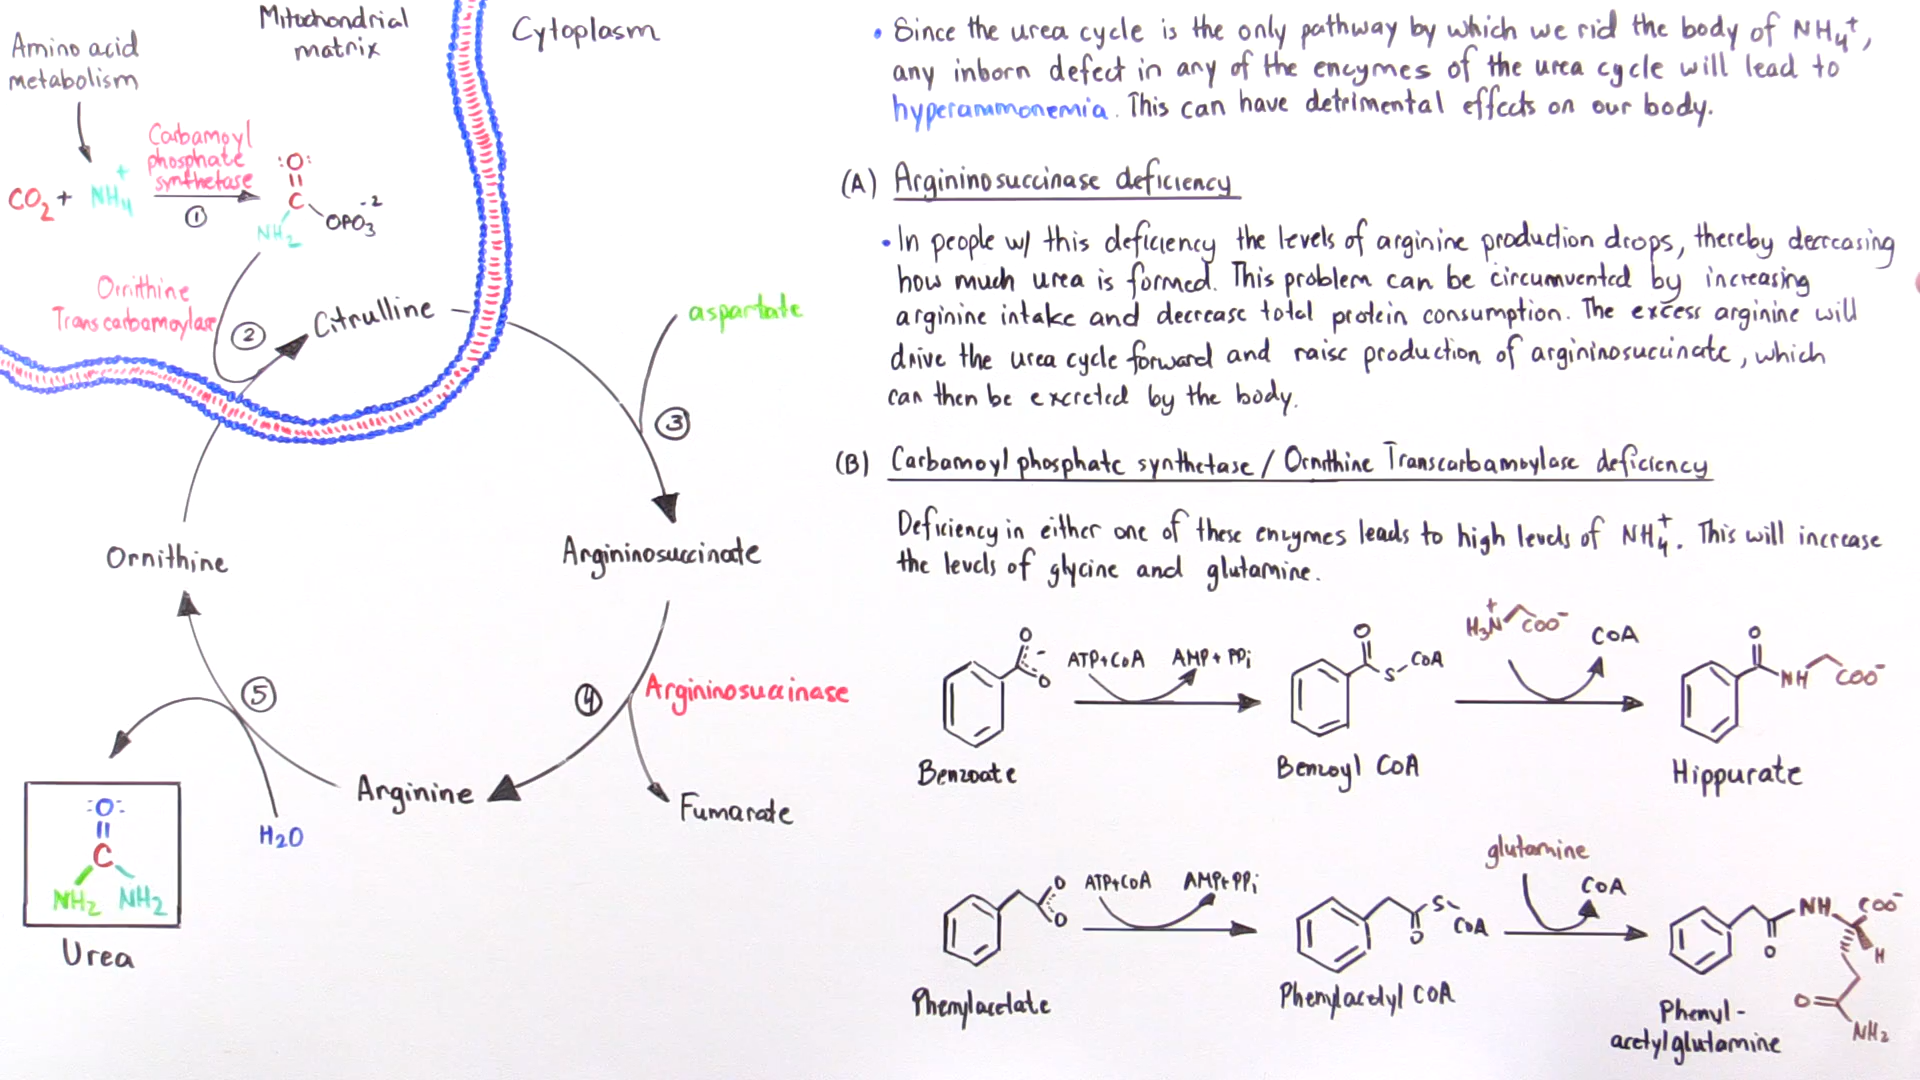 Amino acid
metabolism
Mitochondrial
matrix
Cytoplasm
Carbamoyl
phosphate
synthetase
CO2 + NH4+
①
:O:
C
NH2
OPO3-2
Ornithine
Transcarbamoylase
②
Citrulline
aspartate
③
Ornithine
Argininosuccinate
⑤
④
Argininosuccinase
Arginine
Fumarate
H2O
:O:
C
NH2 NH2
Urea
• Since the urea cycle is the only pathway by which we rid the body of NH4+,
any inborn defect in any of the enzymes of the urea cycle will lead to
hyperammonemia. This can have detrimental effects on our body.
(A) Argininosuccinase deficiency
• In people w/ this deficiency the levels of arginine production drops, thereby decreasing
how much urea is formed. This problem can be circumvented by increasing
arginine intake and decrease total protein consumption. The excess arginine will
drive the urea cycle forward and raise production of argininosuccinate, which
can then be excreted by the body.
(B) Carbamoyl phosphate synthetase / Ornithine Transcarbamoylase deficiency
Deficiency in either one of these enzymes leads to high levels of NH4+. This will increase
the levels of glycine and glutamine.
O
-
O
ATP+CoA AMP + PPi
O
S-CoA
H3N+ COO-
CoA
O
NH COO-
Benzoate
Benzoyl CoA
Hippurate
O
O
ATP+CoA AMP+PPi
O
S-
CoA
glutamine
CoA
NH COO-
O
H
O
NH2
Phenylacetate
Phenylacetyl CoA
Phenyl-
acetylglutamine